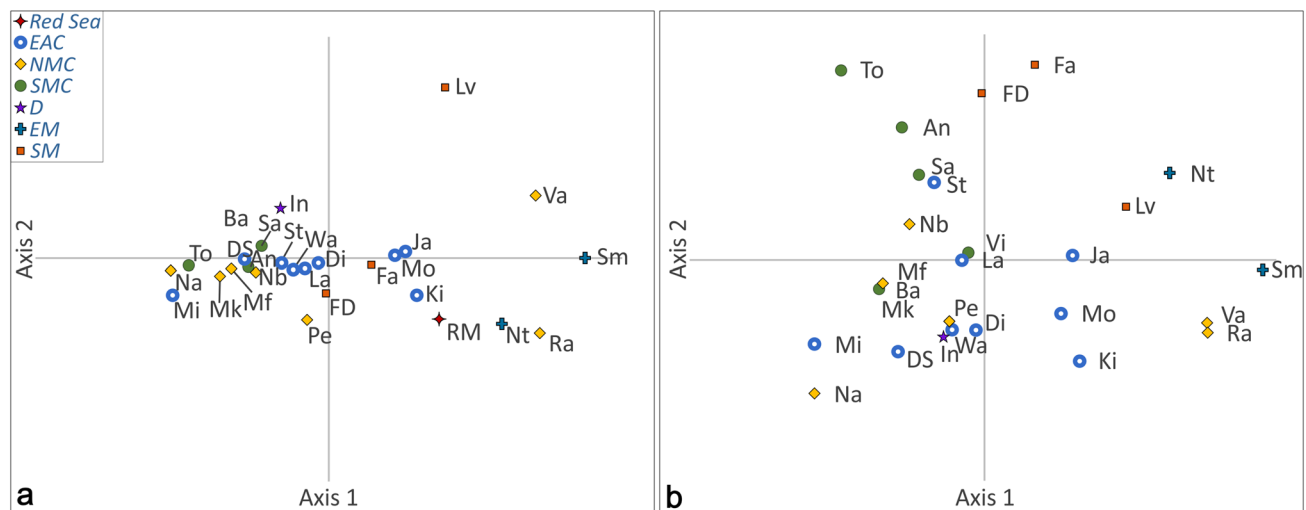 Red Sea
EAC
NMC
SMC
D
EM
SM
Lv
Va
In
Ba
Sa
St
Wa
Ja
To
DS
An
Di
Sm
Na
Nb
La
Fa
Mo
Mi
Mk
Mf
FD
Ki
Pe
RM
Nt
Ra
Axis 2
Axis 1
a
To
Fa
FD
An
Sa
St
Nt
Lv
Nb
Vi
La
Ja
Sm
Mf
Ba
Mk
Pe
Mo
Va
Di
Ra
Mi
DS
In
Wa
Ki
Na
Axis 2
Axis 1
b